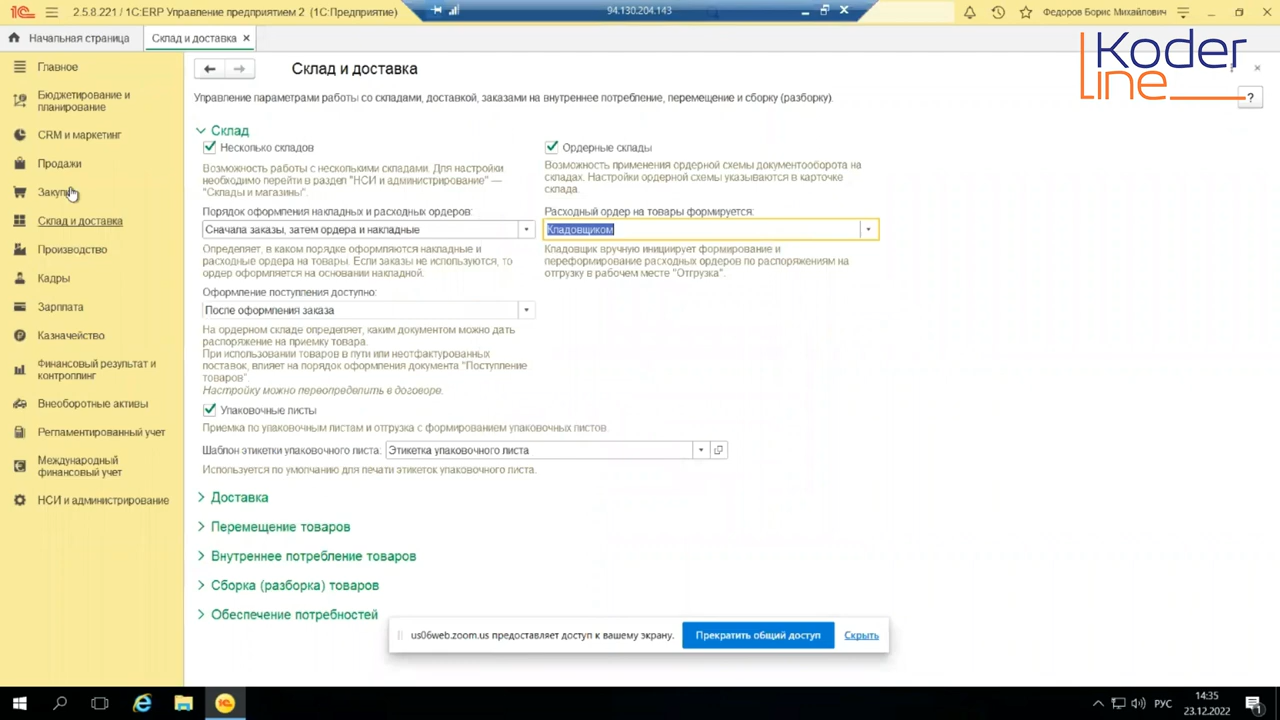 2.5.8.221 / 1С:ERP Управление предприятием 2 (1С:Предприятие)
94.130.204.143
Федоров Борис Михайлович
Начальная страница
Склад и доставка
Koder
line
Главное
Бюджетирование и
планирование
CRM и маркетинг
Продажи
Закупки
Склад и доставка
Производство
Кадры
Зарплата
Казначейство
Финансовый результат и
контроллинг
Внеоборотные активы
Регламентированный учет
Международный
финансовый учет
НСИ и администрирование
Склад и доставка
?
Управление параметрами работы со складами, доставкой, заказами на внутреннее потребление, перемещение и сборку (разборку).
Склад
Несколько складов
Возможность работы с несколькими складами. Для настройки
необходимо перейти в раздел "НСИ и администрирование" —
"Склады и магазины".
Порядок оформления накладных и расходных ордеров:
Сначала заказы, затем ордера и накладные
Определяет, в каком порядке оформляются накладные и
расходные ордера на товары. Если заказы не используются, то
ордер оформляется на основании накладной.
Ордерные склады
Возможность применения ордерной схемы документооборота на
складах. Настройки ордерной схемы указываются в карточке
склада.
Расходный ордер на товары формируется:
Кладовщиком
Кладовщик вручную инициирует формирование и
переформирование расходных ордеров по распоряжениям на
отгрузку в рабочем месте "Отгрузка".
Оформление поступления доступно:
После оформления заказа
На ордерном складе определяет, каким документом можно дать
распоряжение на приемку товара.
При использовании товаров в пути или неотфактурованных
поставок, влияет на порядок оформления документа "Поступление
товаров".
Настройку можно переопределить в договоре.
Упаковочные листы
Приемка по упаковочным листам и отгрузка с формированием упаковочных листов.
Шаблон этикетки упаковочного листа: Этикетка упаковочного листа
Используется по умолчанию для печати этикеток упаковочного листа.
Доставка
Перемещение товаров
Внутреннее потребление товаров
Сборка (разборка) товаров
Обеспечение потребностей
us06web.zoom.us предоставляет доступ к вашему экрану.
Прекратить общий доступ
Скрыть
РУС
14:35
23.12.2022
1